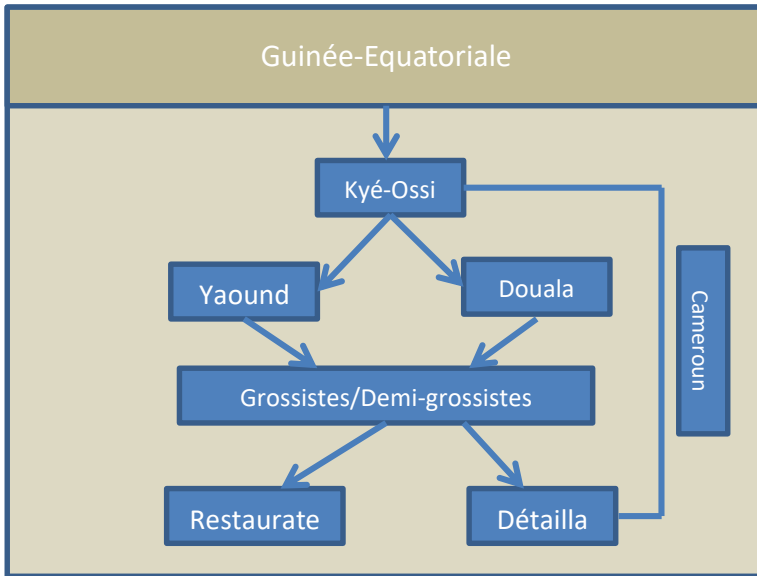 Guinée-Equatoriale
Kyé-Ossi
Yaound
Douala
Cameroun
Grossistes/Demi-grossistes
Restaurate
Détailla